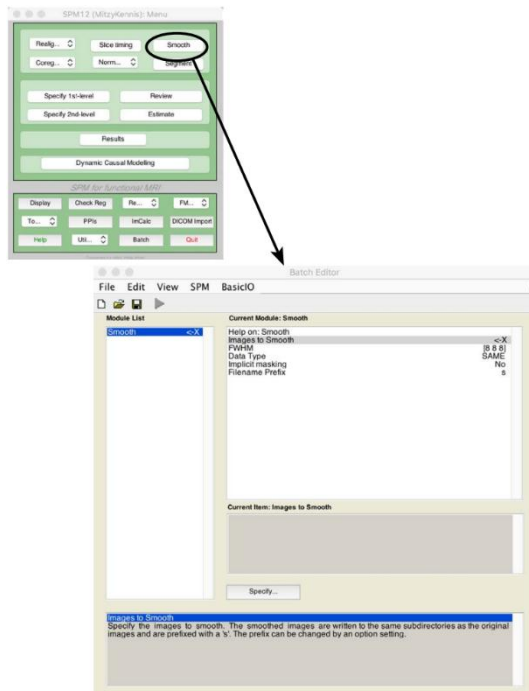 SPM12 (MitzyKennis): Menu
Realig...
Slice timing
Smooth
Coreg...
Norm...
Segment
Specify 1st-level
Review
Specify 2nd-level
Estimate
Results
Dynamic Causal Modelling
SPM for functional MRI
Display
Check Reg
Re...
FM...
To...
PPIs
ImCalc
DICOM Import
Help
Uti...
Batch
Quit
Batch Editor
File Edit View SPM BasicIO
Module List
Current Module: Smooth
Smooth <-X
Help on: Smooth
Images to Smooth <-X
FWHM [8 8 8]
Data Type SAME
Implicit masking No
Filename Prefix s
Current Item: Images to Smooth
Specify...
Images to Smooth
Specify the images to smooth. The smoothed images are written to the same subdirectories as the original
images and are prefixed with a 's'. The prefix can be changed by an option setting.